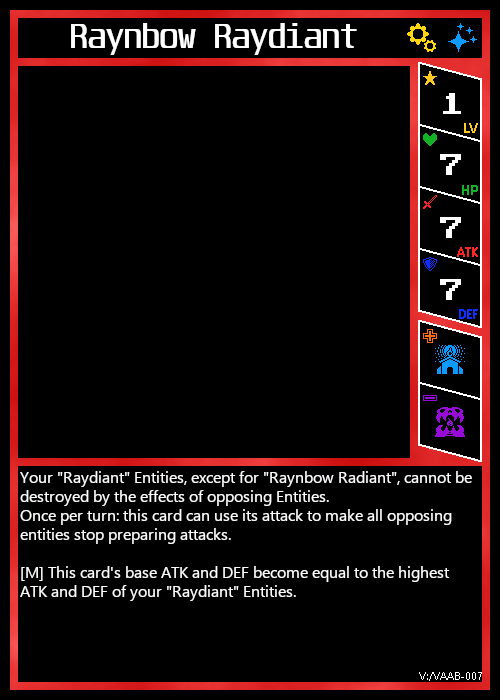 Raynbow Raydiant
1
LV
7
HP
7
ATK
7
DEF
Your "Raydiant" Entities, except for "Raynbow Radiant", cannot be
destroyed by the effects of opposing Entities.
Once per turn: this card can use its attack to make all opposing
entities stop preparing attacks.
[M] This card's base ATK and DEF become equal to the highest
ATK and DEF of your "Raydiant" Entities.
V:/VAAB-007